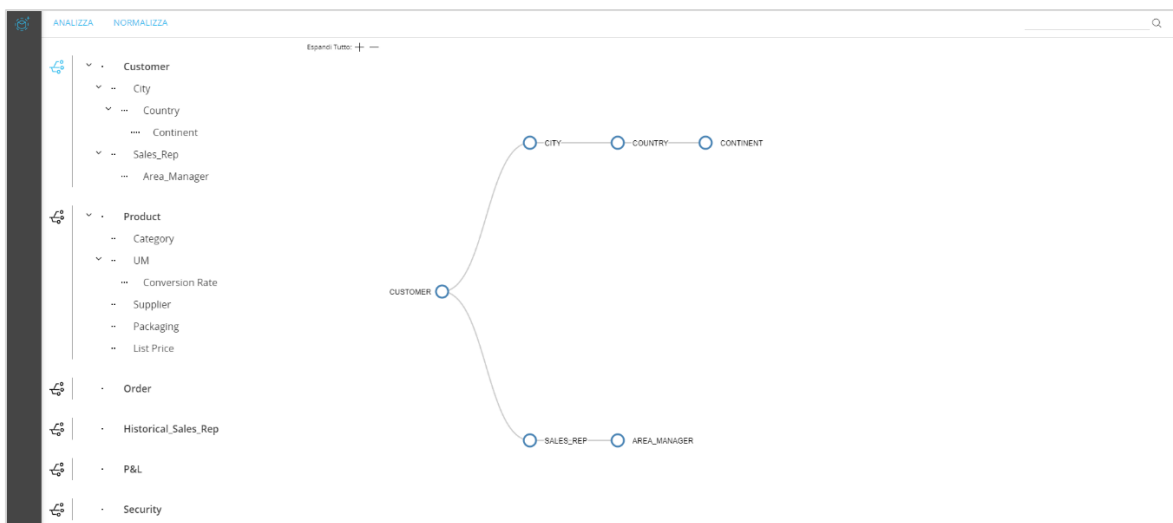 ANALIZZA NORMALIZZA
Espandi Tutto:
Customer
City
Country
Continent
Sales_Rep
Area_Manager
Product
Category
UM
Conversion Rate
Supplier
Packaging
List Price
Order
Historical_Sales_Rep
P&L
Security
CITY COUNTRY CONTINENT
CUSTOMER
SALES_REP AREA_MANAGER